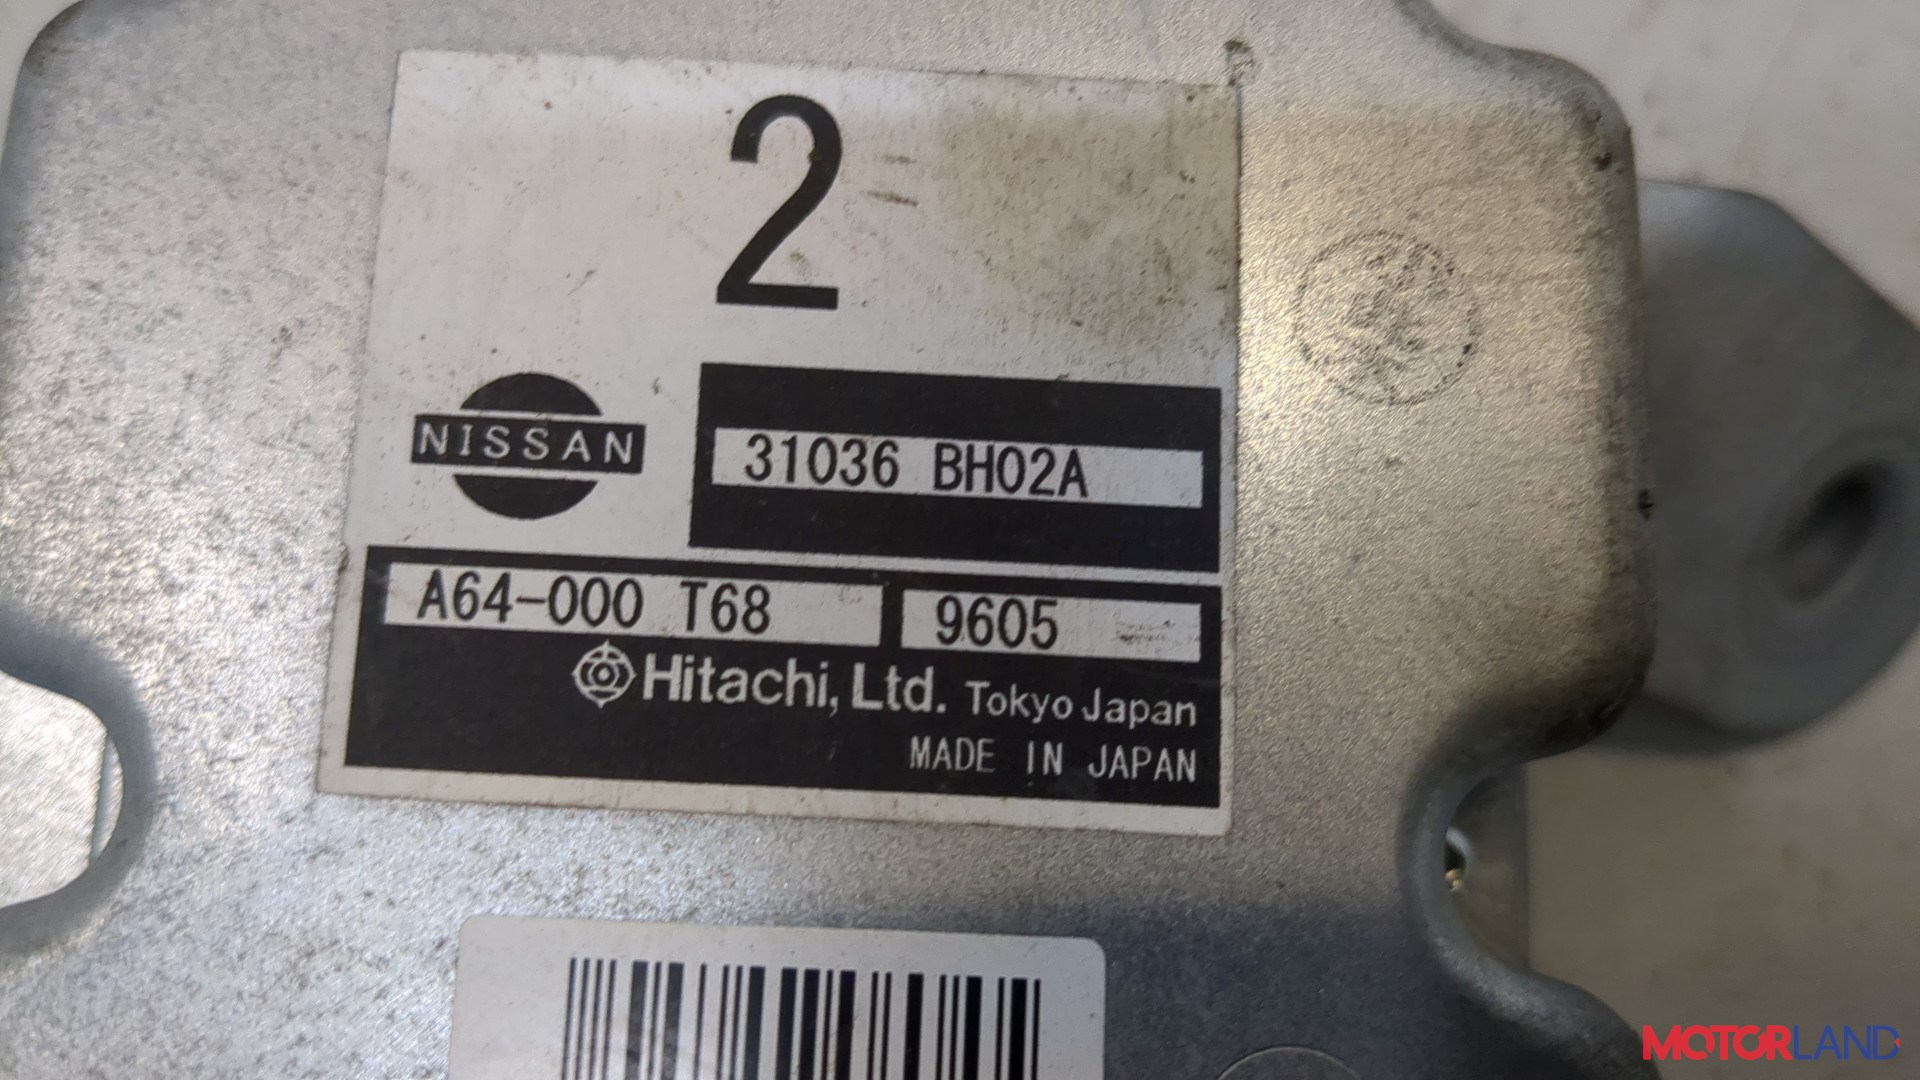 2
NISSAN
31036 BH02A
A64-000 T68 9605
Hitachi, Ltd. Tokyo Japan
MADE IN JAPAN
MOTORLAND